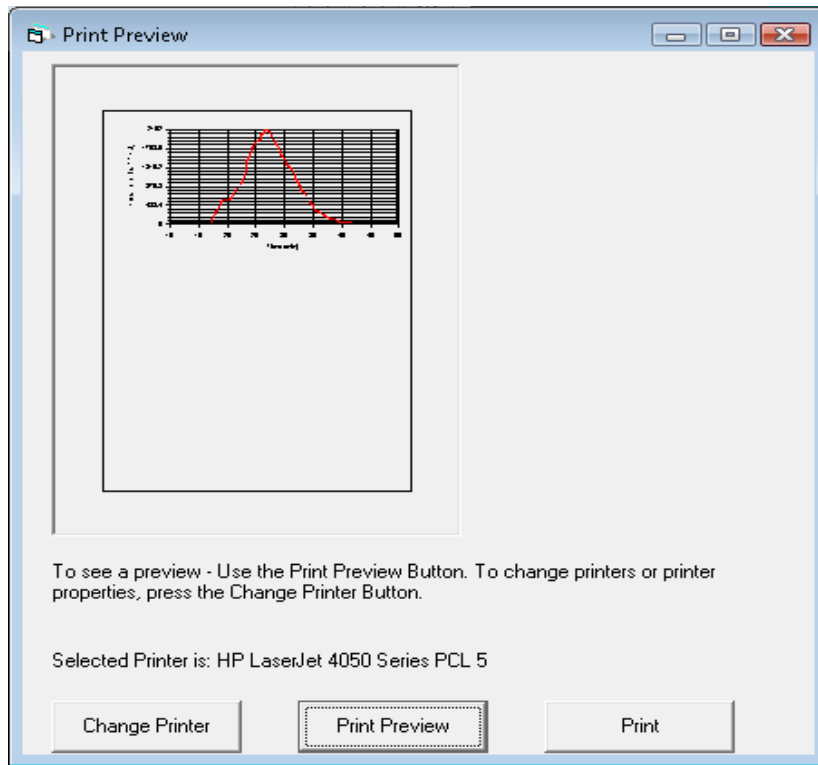 Print Preview
To see a preview - Use the Print Preview Button. To change printers or printer
properties, press the Change Printer Button.
Selected Printer is: HP LaserJet 4050 Series PCL 5
Change Printer
Print Preview
Print